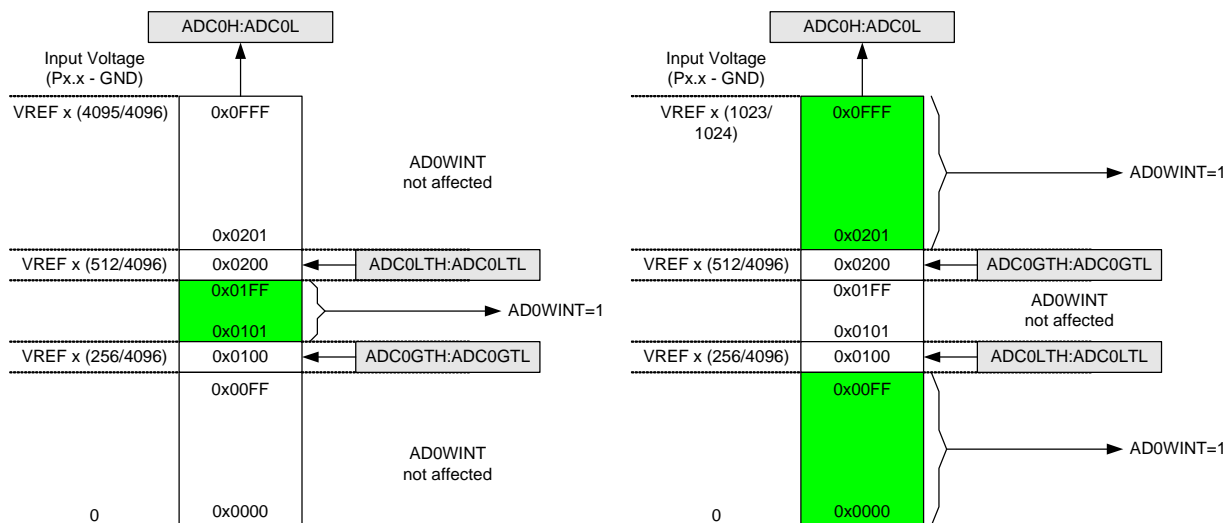 ADC0H:ADC0L
Input Voltage
(Px.x - GND)
VREF x (4095/4096)
0x0FFF
AD0WINT
not affected
0x0201
VREF x (512/4096)
0x0200
ADC0LTH:ADC0LTL
0x01FF
AD0WINT=1
0x0101
VREF x (256/4096)
0x0100
ADC0GTH:ADC0GTL
0x00FF
AD0WINT
not affected
0
0x0000
ADC0H:ADC0L
Input Voltage
(Px.x - GND)
VREF x (1023/
1024)
0x0FFF
AD0WINT=1
0x0201
VREF x (512/4096)
0x0200
ADC0GTH:ADC0GTL
0x01FF
AD0WINT
not affected
0x0101
VREF x (256/4096)
0x0100
ADC0LTH:ADC0LTL
0x00FF
AD0WINT=1
0
0x0000